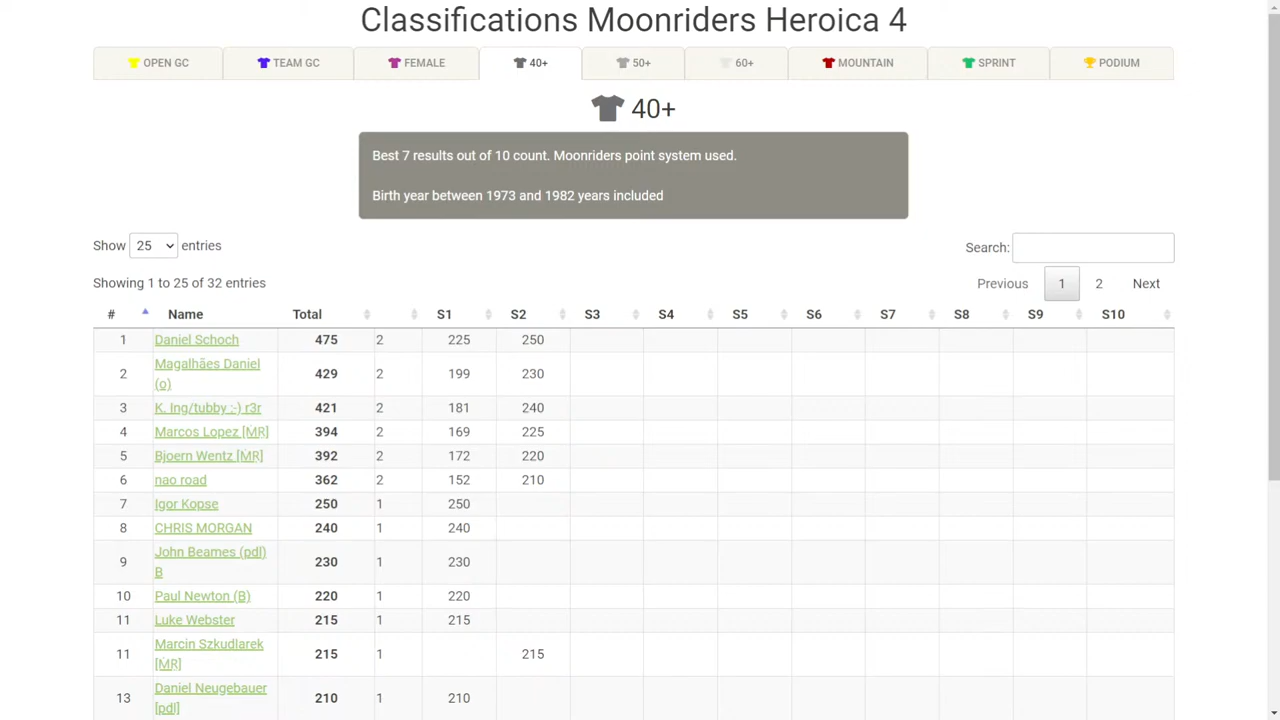 Classifications Moonriders Heroica 4
OPEN GC TEAM GC FEMALE 40+ 50+ 60+ MOUNTAIN SPRINT PODIUM
40+
Best 7 results out of 10 count. Moonriders point system used.
Birth year between 1973 and 1982 years included
Show 25 entries Search:
Showing 1 to 25 of 32 entries Previous 1 2 Next
# Name Total S1 S2 S3 S4 S5 S6 S7 S8 S9 S10
1 Daniel Schoch 475 2 225 250
2 Magalhães Daniel (o) 429 2 199 230
3 K. Ing/tubby :-) r3r 421 2 181 240
4 Marcos Lopez [MR] 394 2 169 225
5 Bjoern Wentz [MR] 392 2 172 220
6 nao road 362 2 152 210
7 Igor Kopse 250 1 250
8 CHRIS MORGAN 240 1 240
9 John Beames (pdl) B 230 1 230
10 Paul Newton (B) 220 1 220
11 Luke Webster 215 1 215
11 Marcin Szkudlarek [MR] 215 1 215
13 Daniel Neugebauer [pdl] 210 1 210